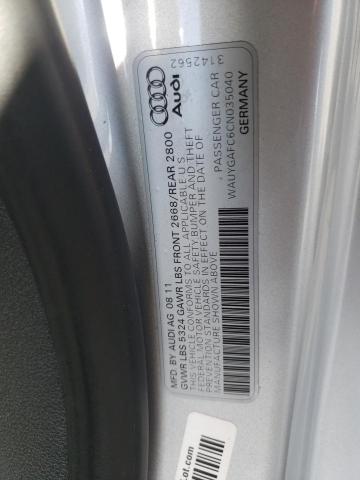 MFD. BY AUDI AG 08 11
GVWR LBS 5324 GAWR LBS FRONT 2668/REAR 2800
THIS VEHICLE CONFORMS TO ALL APPLICABLE U.S.
FEDERAL MOTOR VEHICLE SAFETY BUMPER AND THEFT
PREVENTION STANDARDS IN EFFECT ON THE DATE OF
MANUFACTURE SHOWN ABOVE
Audi
3142562
PASSENGER CAR
WAUYGAFC6CN035040
GERMANY
ot.com